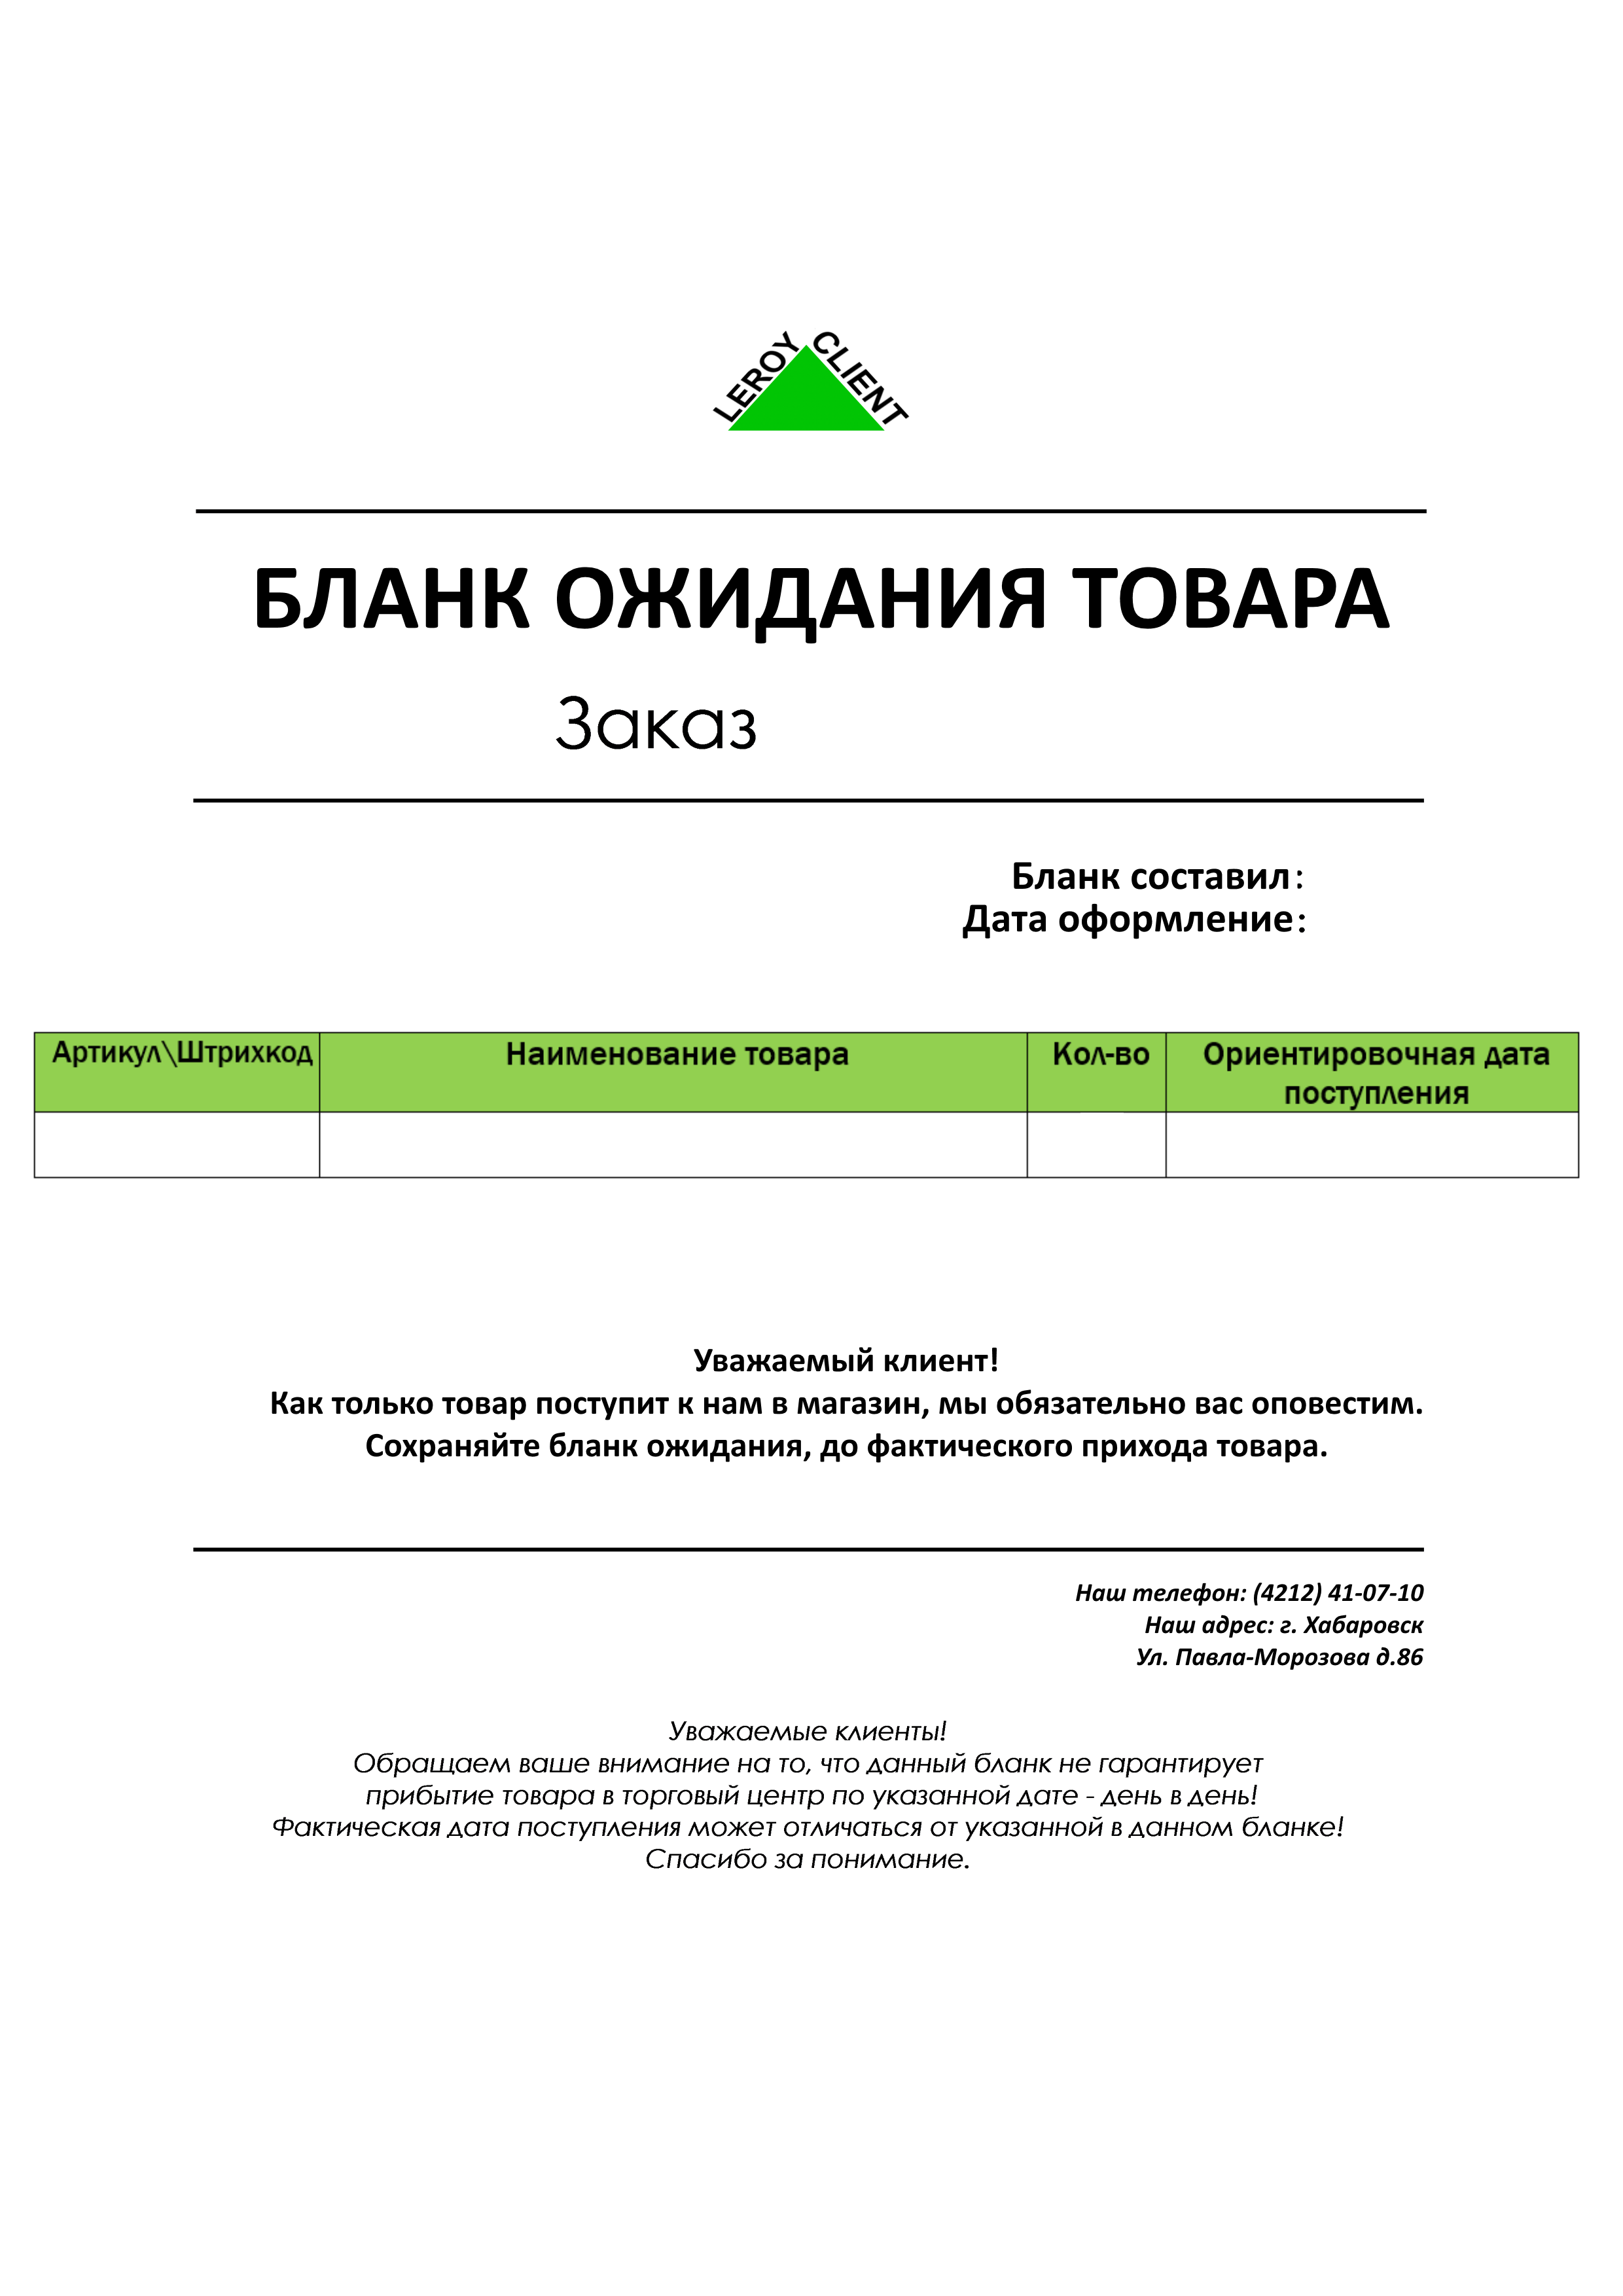 LEROY CLIENT
БЛАНК ОЖИДАНИЯ ТОВАРА
Заказ
Бланк составил:
Дата оформление:
Артикул\Штрихкод Наименование товара Кол-во Ориентировочная дата
поступления
Уважаемый клиент!
Как только товар поступит к нам в магазин, мы обязательно вас оповестим.
Сохраняйте бланк ожидания, до фактического прихода товара.
Наш телефон: (4212) 41-07-10
Наш адрес: г. Хабаровск
Ул. Павла-Морозова д.86
Уважаемые клиенты!
Обращаем ваше внимание на то, что данный бланк не гарантирует
прибытие товара в торговый центр по указанной дате - день в день!
Фактическая дата поступления может отличаться от указанной в данном бланке!
Спасибо за понимание.